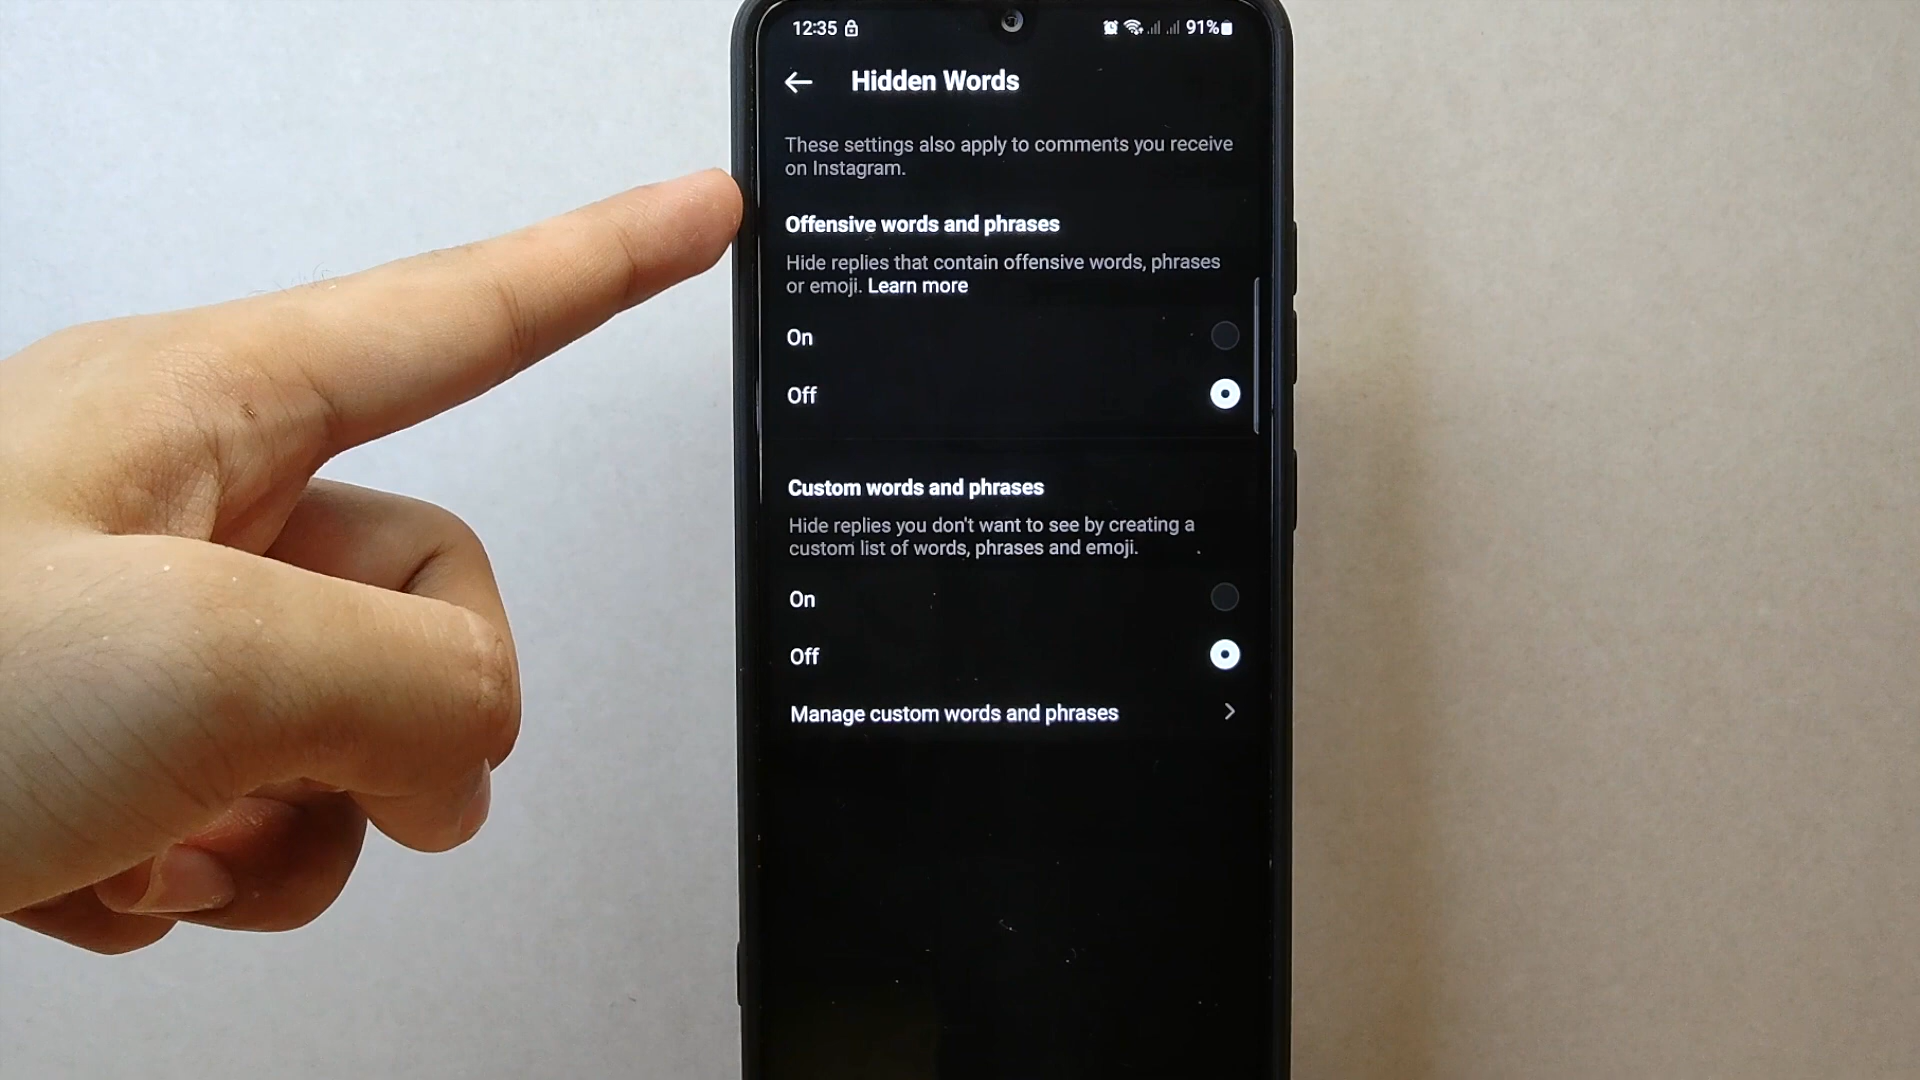 12:35 91%
Hidden Words
These settings also apply to comments you receive
on Instagram.
Offensive words and phrases
Hide replies that contain offensive words, phrases
or emoji. Learn more
On
Off
Custom words and phrases
Hide replies you don't want to see by creating a
custom list of words, phrases and emoji.
On
Off
Manage custom words and phrases